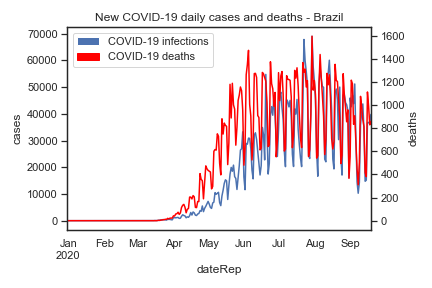 New COVID-19 daily cases and deaths - Brazil
COVID-19 infections
COVID-19 deaths
70000
60000
50000
40000
30000
20000
10000
0
cases
1600
1400
1200
1000
800
600
400
200
0
deaths
Jan Feb Mar Apr May Jun Jul Aug Sep
2020
dateRep